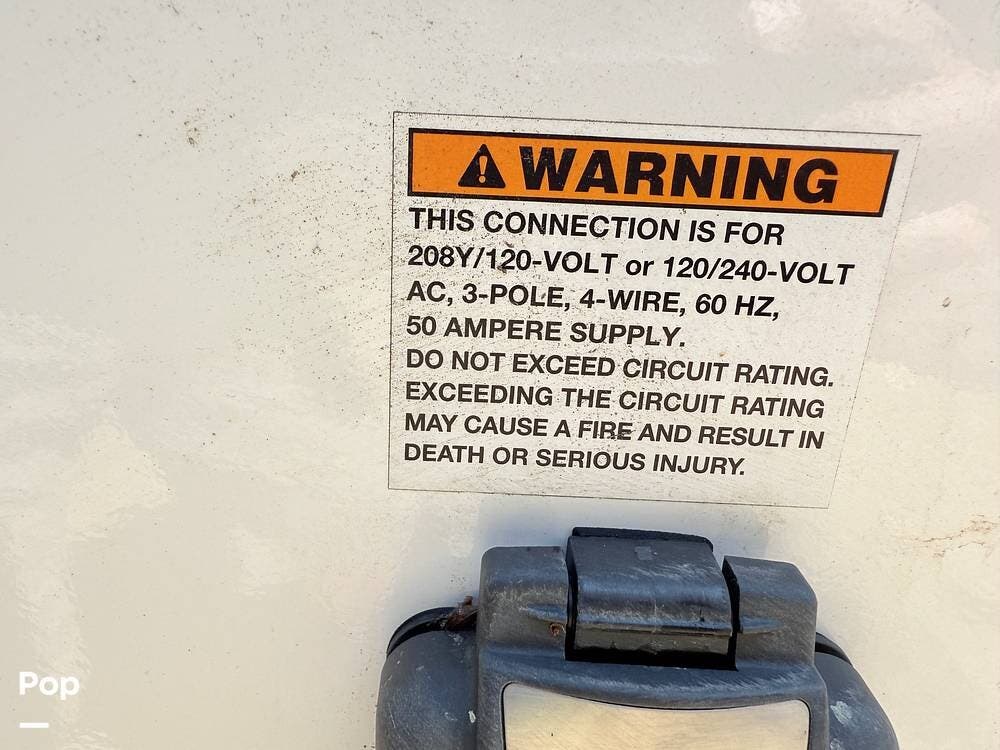 WARNING
THIS CONNECTION IS FOR
208Y/120-VOLT or 120/240-VOLT
AC, 3-POLE, 4-WIRE, 60 HZ,
50 AMPERE SUPPLY.
DO NOT EXCEED CIRCUIT RATING.
EXCEEDING THE CIRCUIT RATING
MAY CAUSE A FIRE AND RESULT IN
DEATH OR SERIOUS INJURY.
Pop